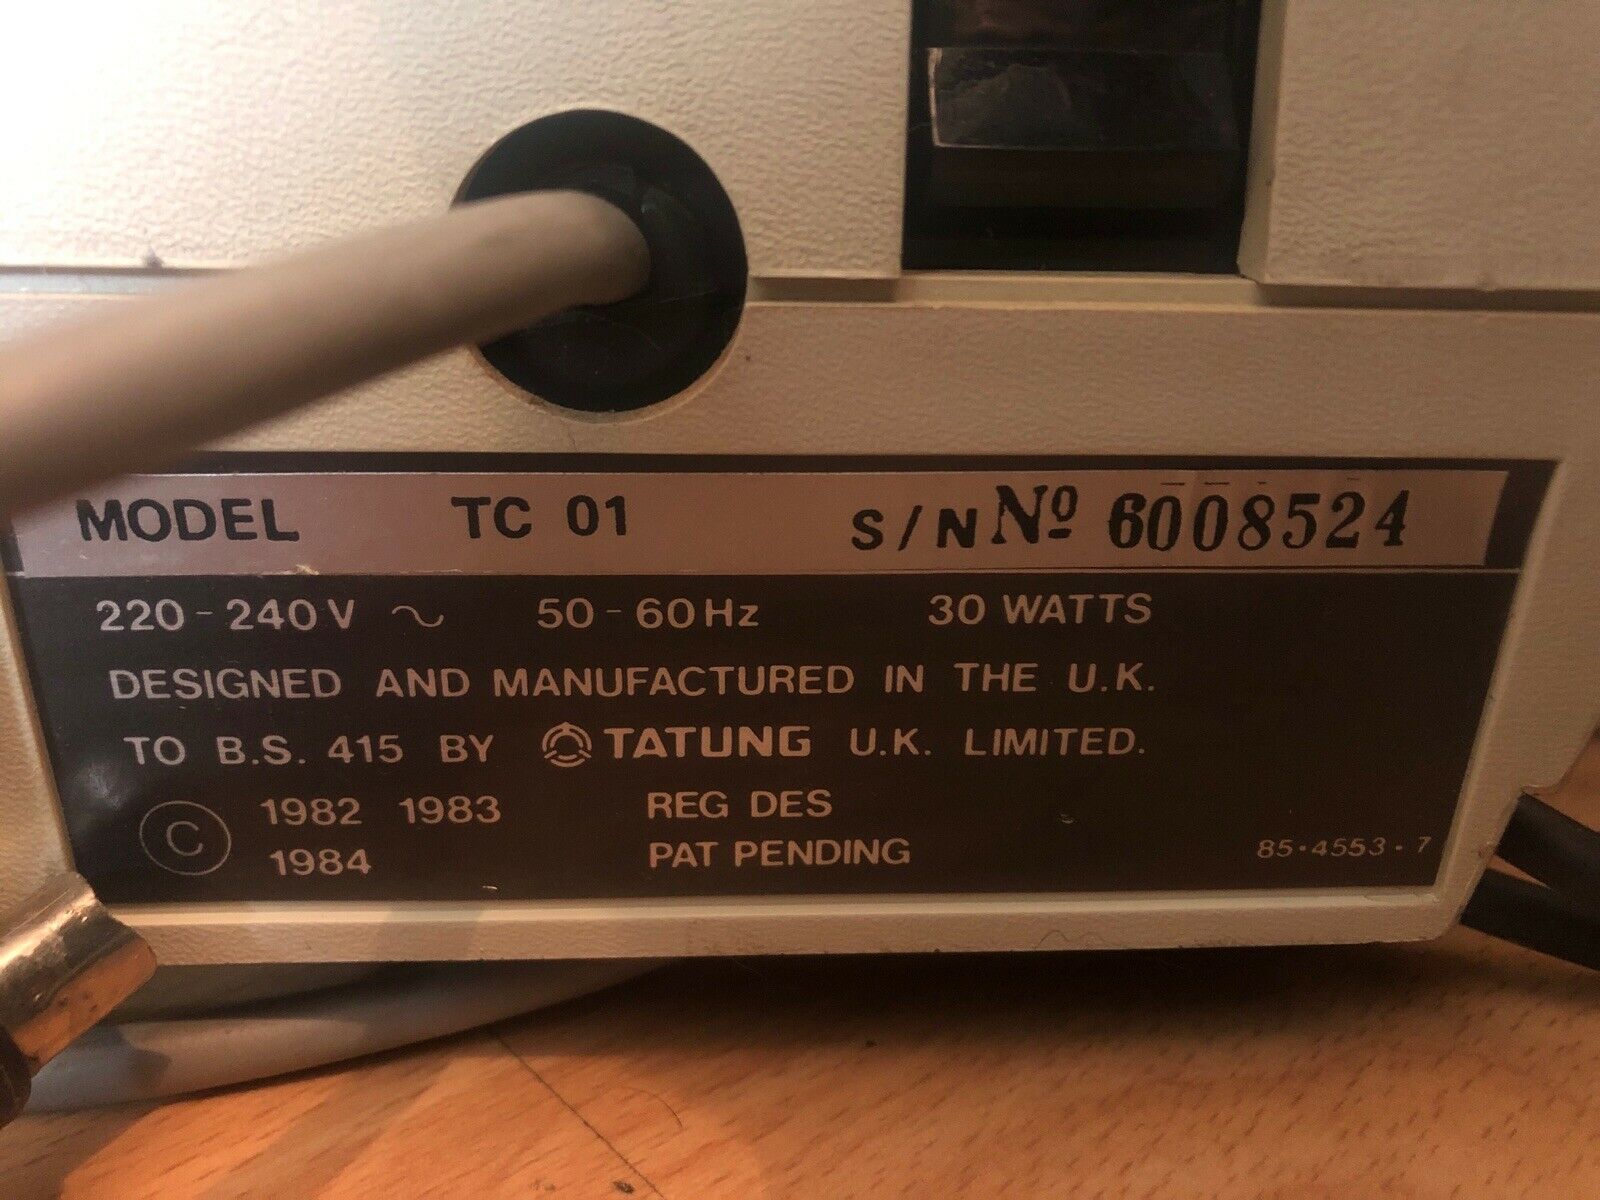 MODEL TC 01 S/N Nº 6008524
220-240V ~ 50-60Hz 30 WATTS
DESIGNED AND MANUFACTURED IN THE U.K.
TO B.S. 415 BY TATUNG U.K. LIMITED.
© 1982 1983 REG DES
1984 PAT PENDING 85·4553·7